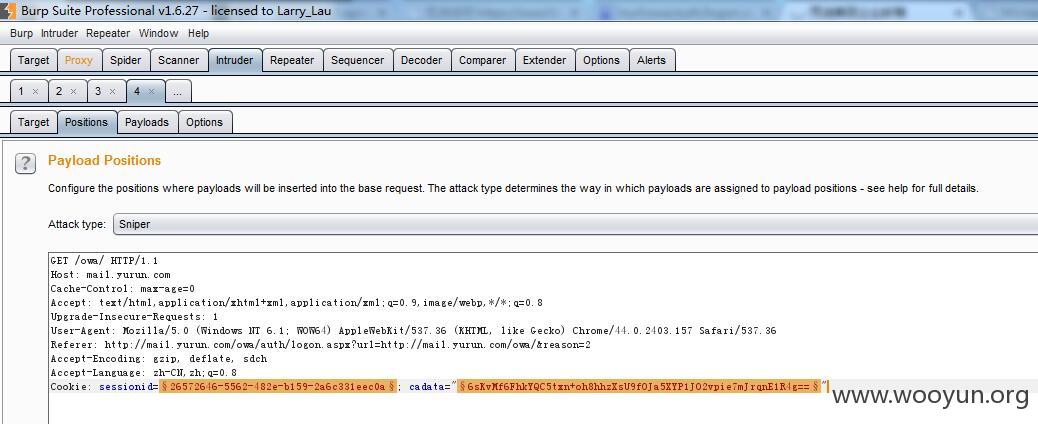 Burp Suite Professional v1.6.27 - licensed to Larry_Lau
Burp Intruder Repeater Window Help
Target Proxy Spider Scanner Intruder Repeater Sequencer Decoder Comparer Extender Options Alerts
1 × 2 × 3 × 4 × ...
Target Positions Payloads Options
? Payload Positions
Configure the positions where payloads will be inserted into the base request. The attack type determines the way in which payloads are assigned to payload positions - see help for full details.
Attack type: Sniper
GET /owa/ HTTP/1.1
Host: mail.yurun.com
Cache-Control: max-age=0
Accept: text/html,application/xhtml+xml,application/xml;q=0.9,image/webp,*/*;q=0.8
Upgrade-Insecure-Requests: 1
User-Agent: Mozilla/5.0 (Windows NT 6.1; WOW64) AppleWebKit/537.36 (KHTML, like Gecko) Chrome/44.0.2403.157 Safari/537.36
Referer: http://mail.yurun.com/owa/auth/logon.aspx?url=http://mail.yurun.com/owa/&reason=2
Accept-Encoding: gzip, deflate, sdch
Accept-Language: zh-CN,zh;q=0.8
Cookie: sessionid=§26572646-5562-482e-b159-2a6c331eec0a§; cadata="§6sKvMf6FhkYQC5txn+oh8hhzXsU9fOJa5XYP1JO2vpie7mJrqnE1R4g==§"
www.wooyun.org